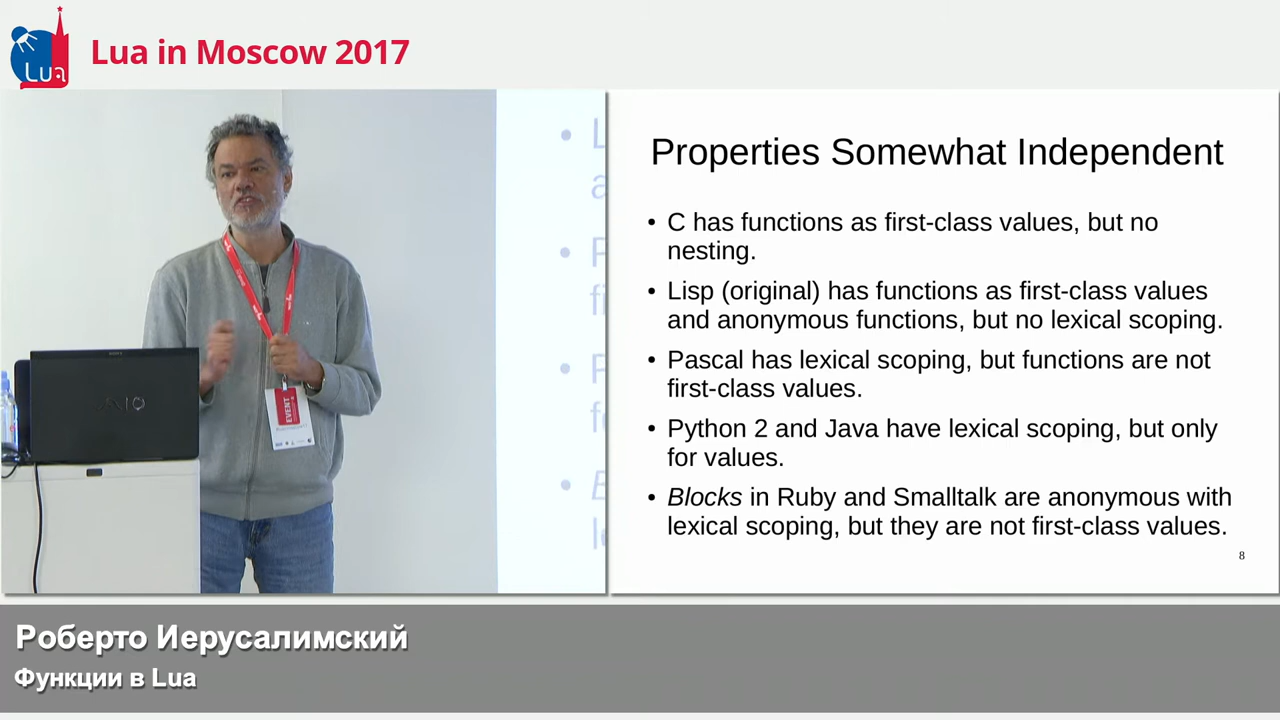 Lua
Lua in Moscow 2017
EVENT
Properties Somewhat Independent
• C has functions as first-class values, but no
nesting.
• Lisp (original) has functions as first-class values
and anonymous functions, but no lexical scoping.
• Pascal has lexical scoping, but functions are not
first-class values.
• Python 2 and Java have lexical scoping, but only
for values.
• Blocks in Ruby and Smalltalk are anonymous with
lexical scoping, but they are not first-class values.
8
Роберто Иерусалимский
Функции в Lua